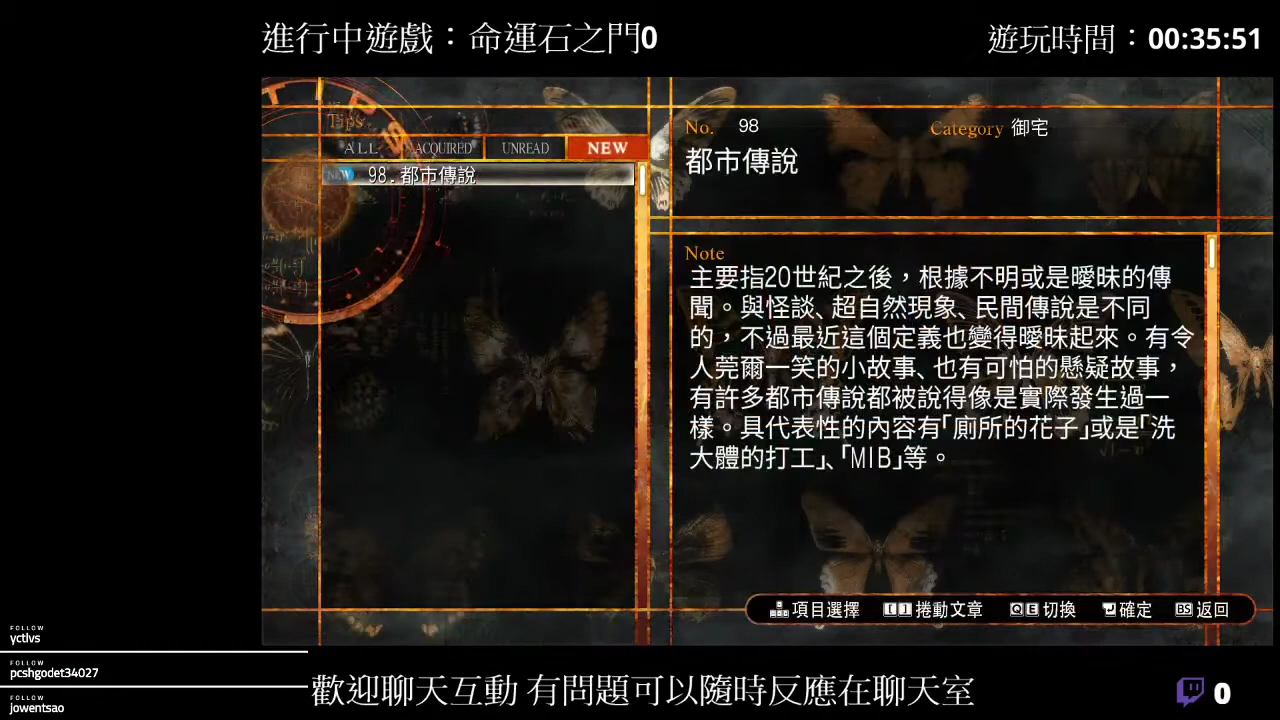 進行中遊戲：命運石之門0
遊玩時間：00:35:51
TIPS
Tips
ALL
ACQUIRED
UNREAD
NEW
NEW 98.都市傳說
No. 98
Category 御宅
都市傳說
Note
主要指20世紀之後，根據不明或是曖昧的傳
聞。與怪談、超自然現象、民間傳說是不同
的，不過最近這個定義也變得曖昧起來。有令
人莞爾一笑的小故事、也有可怕的懸疑故事，
有許多都市傳說都被說得像是實際發生過一
樣。具代表性的內容有「廁所的花子」或是「洗
大體的打工」、「MIB」等。
項目選擇
[ ] 捲動文章
Q E 切換
確定
BS 返回
FOLLOW
yctlvs
FOLLOW
pcshgodet34027
FOLLOW
jowentsao
歡迎聊天互動 有問題可以隨時反應在聊天室
0